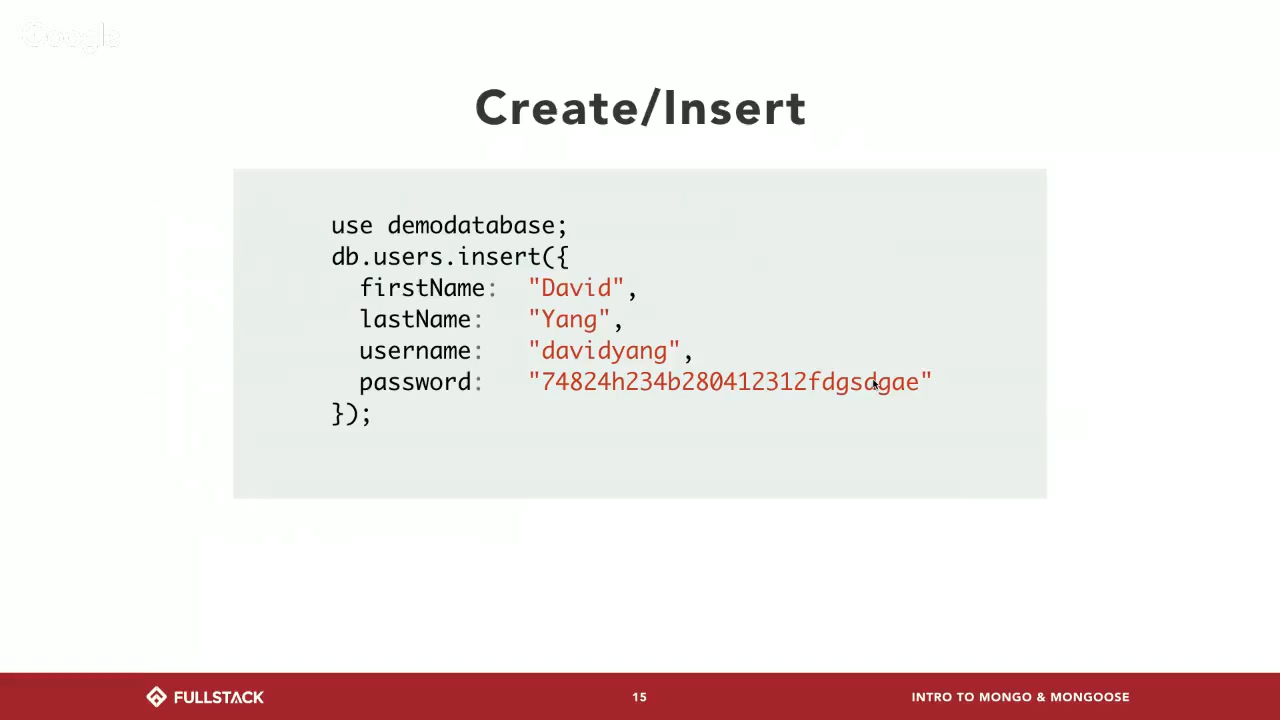 Google
Create/Insert
use demodatabase;
db.users.insert({
  firstName:   "David",
  lastName:    "Yang",
  username:    "davidyang",
  password:    "74824h234b280412312fdgsdgae"
});
FULLSTACK
15
INTRO TO MONGO & MONGOOSE